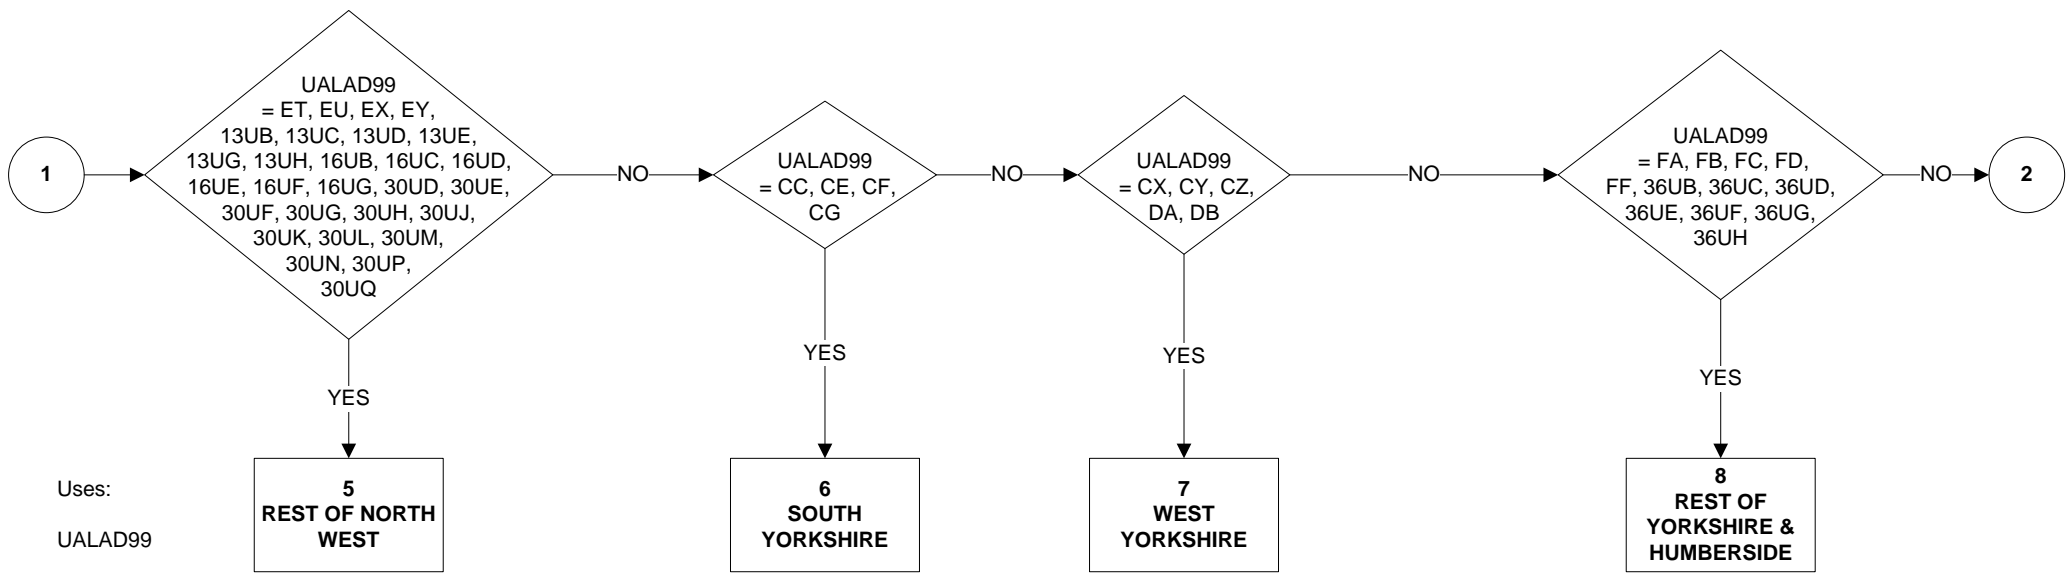 1
UALAD99
= ET, EU, EX, EY,
13UB, 13UC, 13UD, 13UE,
13UG, 13UH, 16UB, 16UC, 16UD,
16UE, 16UF, 16UG, 30UD, 30UE,
30UF, 30UG, 30UH, 30UJ,
30UK, 30UL, 30UM,
30UN, 30UP,
30UQ
NO
UALAD99
= CC, CE, CF,
CG
NO
UALAD99
= CX, CY, CZ,
DA, DB
NO
UALAD99
= FA, FB, FC, FD,
FF, 36UB, 36UC, 36UD,
36UE, 36UF, 36UG,
36UH
NO
2
YES
YES
YES
YES
Uses:
UALAD99
5
REST OF NORTH
WEST
6
SOUTH
YORKSHIRE
7
WEST
YORKSHIRE
8
REST OF
YORKSHIRE &
HUMBERSIDE